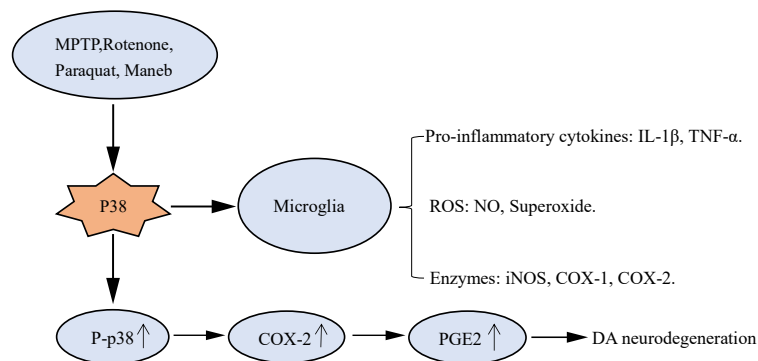 MPTP,Rotenone,
Paraquat, Maneb
Pro-inflammatory cytokines: IL-1β, TNF-α.
P38
Microglia
ROS: NO, Superoxide.
Enzymes: iNOS, COX-1, COX-2.
P-p38↑
COX-2↑
PGE2↑
DA neurodegeneration